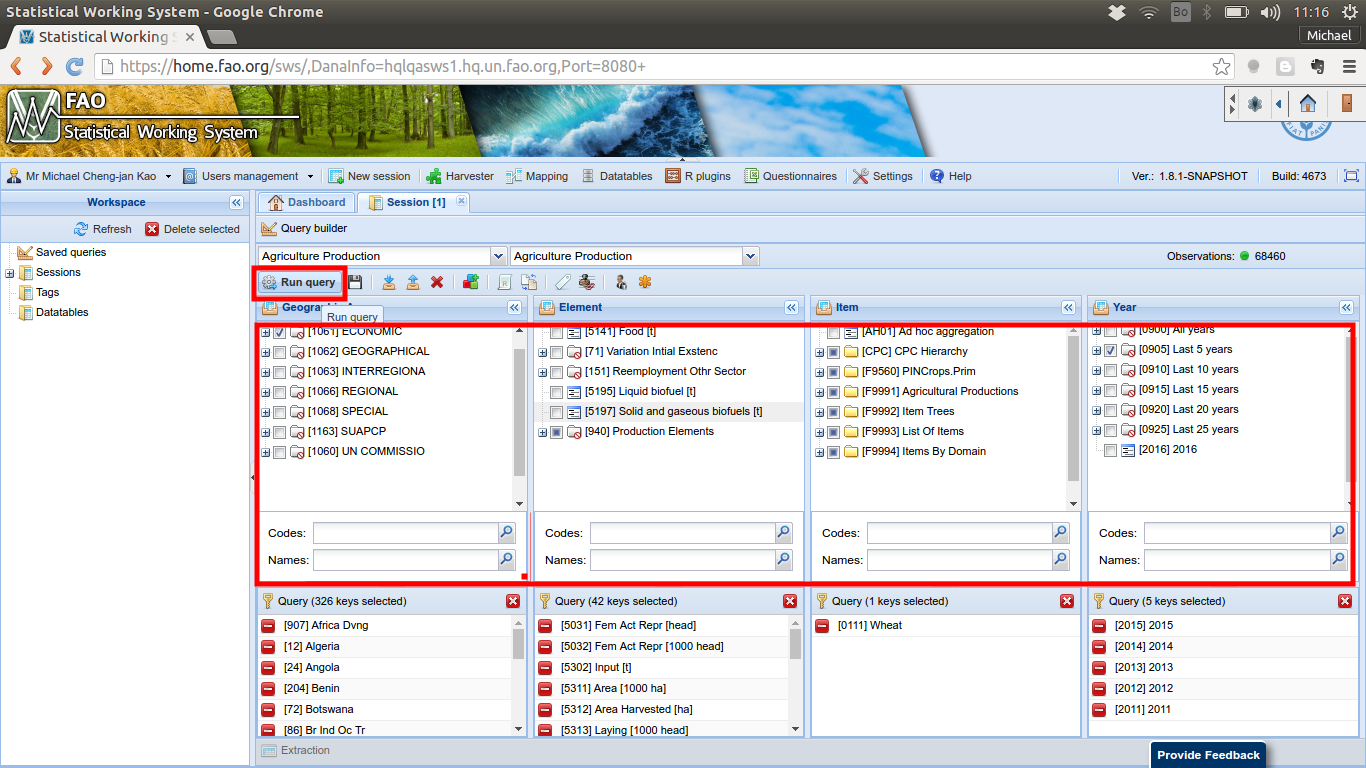 Statistical Working System - Google Chrome
Bo
11:16
Statistical Working S
Michael
https://home.fao.org/sws/,DanaInfo=hqlqasws1.hq.un.fao.org,Port=8080+
FAO
Statistical Working System
FIAT PANIS
Mr Michael Cheng-jan Kao
Users management
New session
Harvester
Mapping
Datatables
R plugins
Questionnaires
Settings
Help
Ver.: 1.8.1-SNAPSHOT
Build: 4673
Workspace
Dashboard
Session [1]
Refresh
Delete selected
Query builder
Saved queries
Sessions
Tags
Datatables
Agriculture Production
Agriculture Production
Observations: 68460
Run query
Run query
Element
Item
Year
[1061] ECONOMIC
[1062] GEOGRAPHICAL
[1063] INTERREGIONA
[1066] REGIONAL
[1068] SPECIAL
[1163] SUAPCP
[1060] UN COMMISSIO
Codes:
Names:
[5141] Food [t]
[71] Variation Intial Existenc
[151] Reemployment Othr Sector
[5195] Liquid biofuel [t]
[5197] Solid and gaseous biofuels [t]
[940] Production Elements
Codes:
Names:
[AH01] Ad hoc aggregation
[CPC] CPC Hierarchy
[F9560] PINCrops.Prim
[F9991] Agricultural Productions
[F9992] Item Trees
[F9993] List Of Items
[F9994] Items By Domain
Codes:
Names:
[0900] All years
[0905] Last 5 years
[0910] Last 10 years
[0915] Last 15 years
[0920] Last 20 years
[0925] Last 25 years
[2016] 2016
Codes:
Names:
Query (326 keys selected)
[907] Africa Dvng
[12] Algeria
[24] Angola
[204] Benin
[72] Botswana
[86] Br Ind Oc Tr
Query (42 keys selected)
[5031] Fem Act Repr [head]
[5032] Fem Act Repr [1000 head]
[5302] Input [t]
[5311] Area [1000 ha]
[5312] Area Harvested [ha]
[5313] Laying [1000 head]
Query (1 keys selected)
[0111] Wheat
Query (5 keys selected)
[2015] 2015
[2014] 2014
[2013] 2013
[2012] 2012
[2011] 2011
Extraction
Provide Feedback